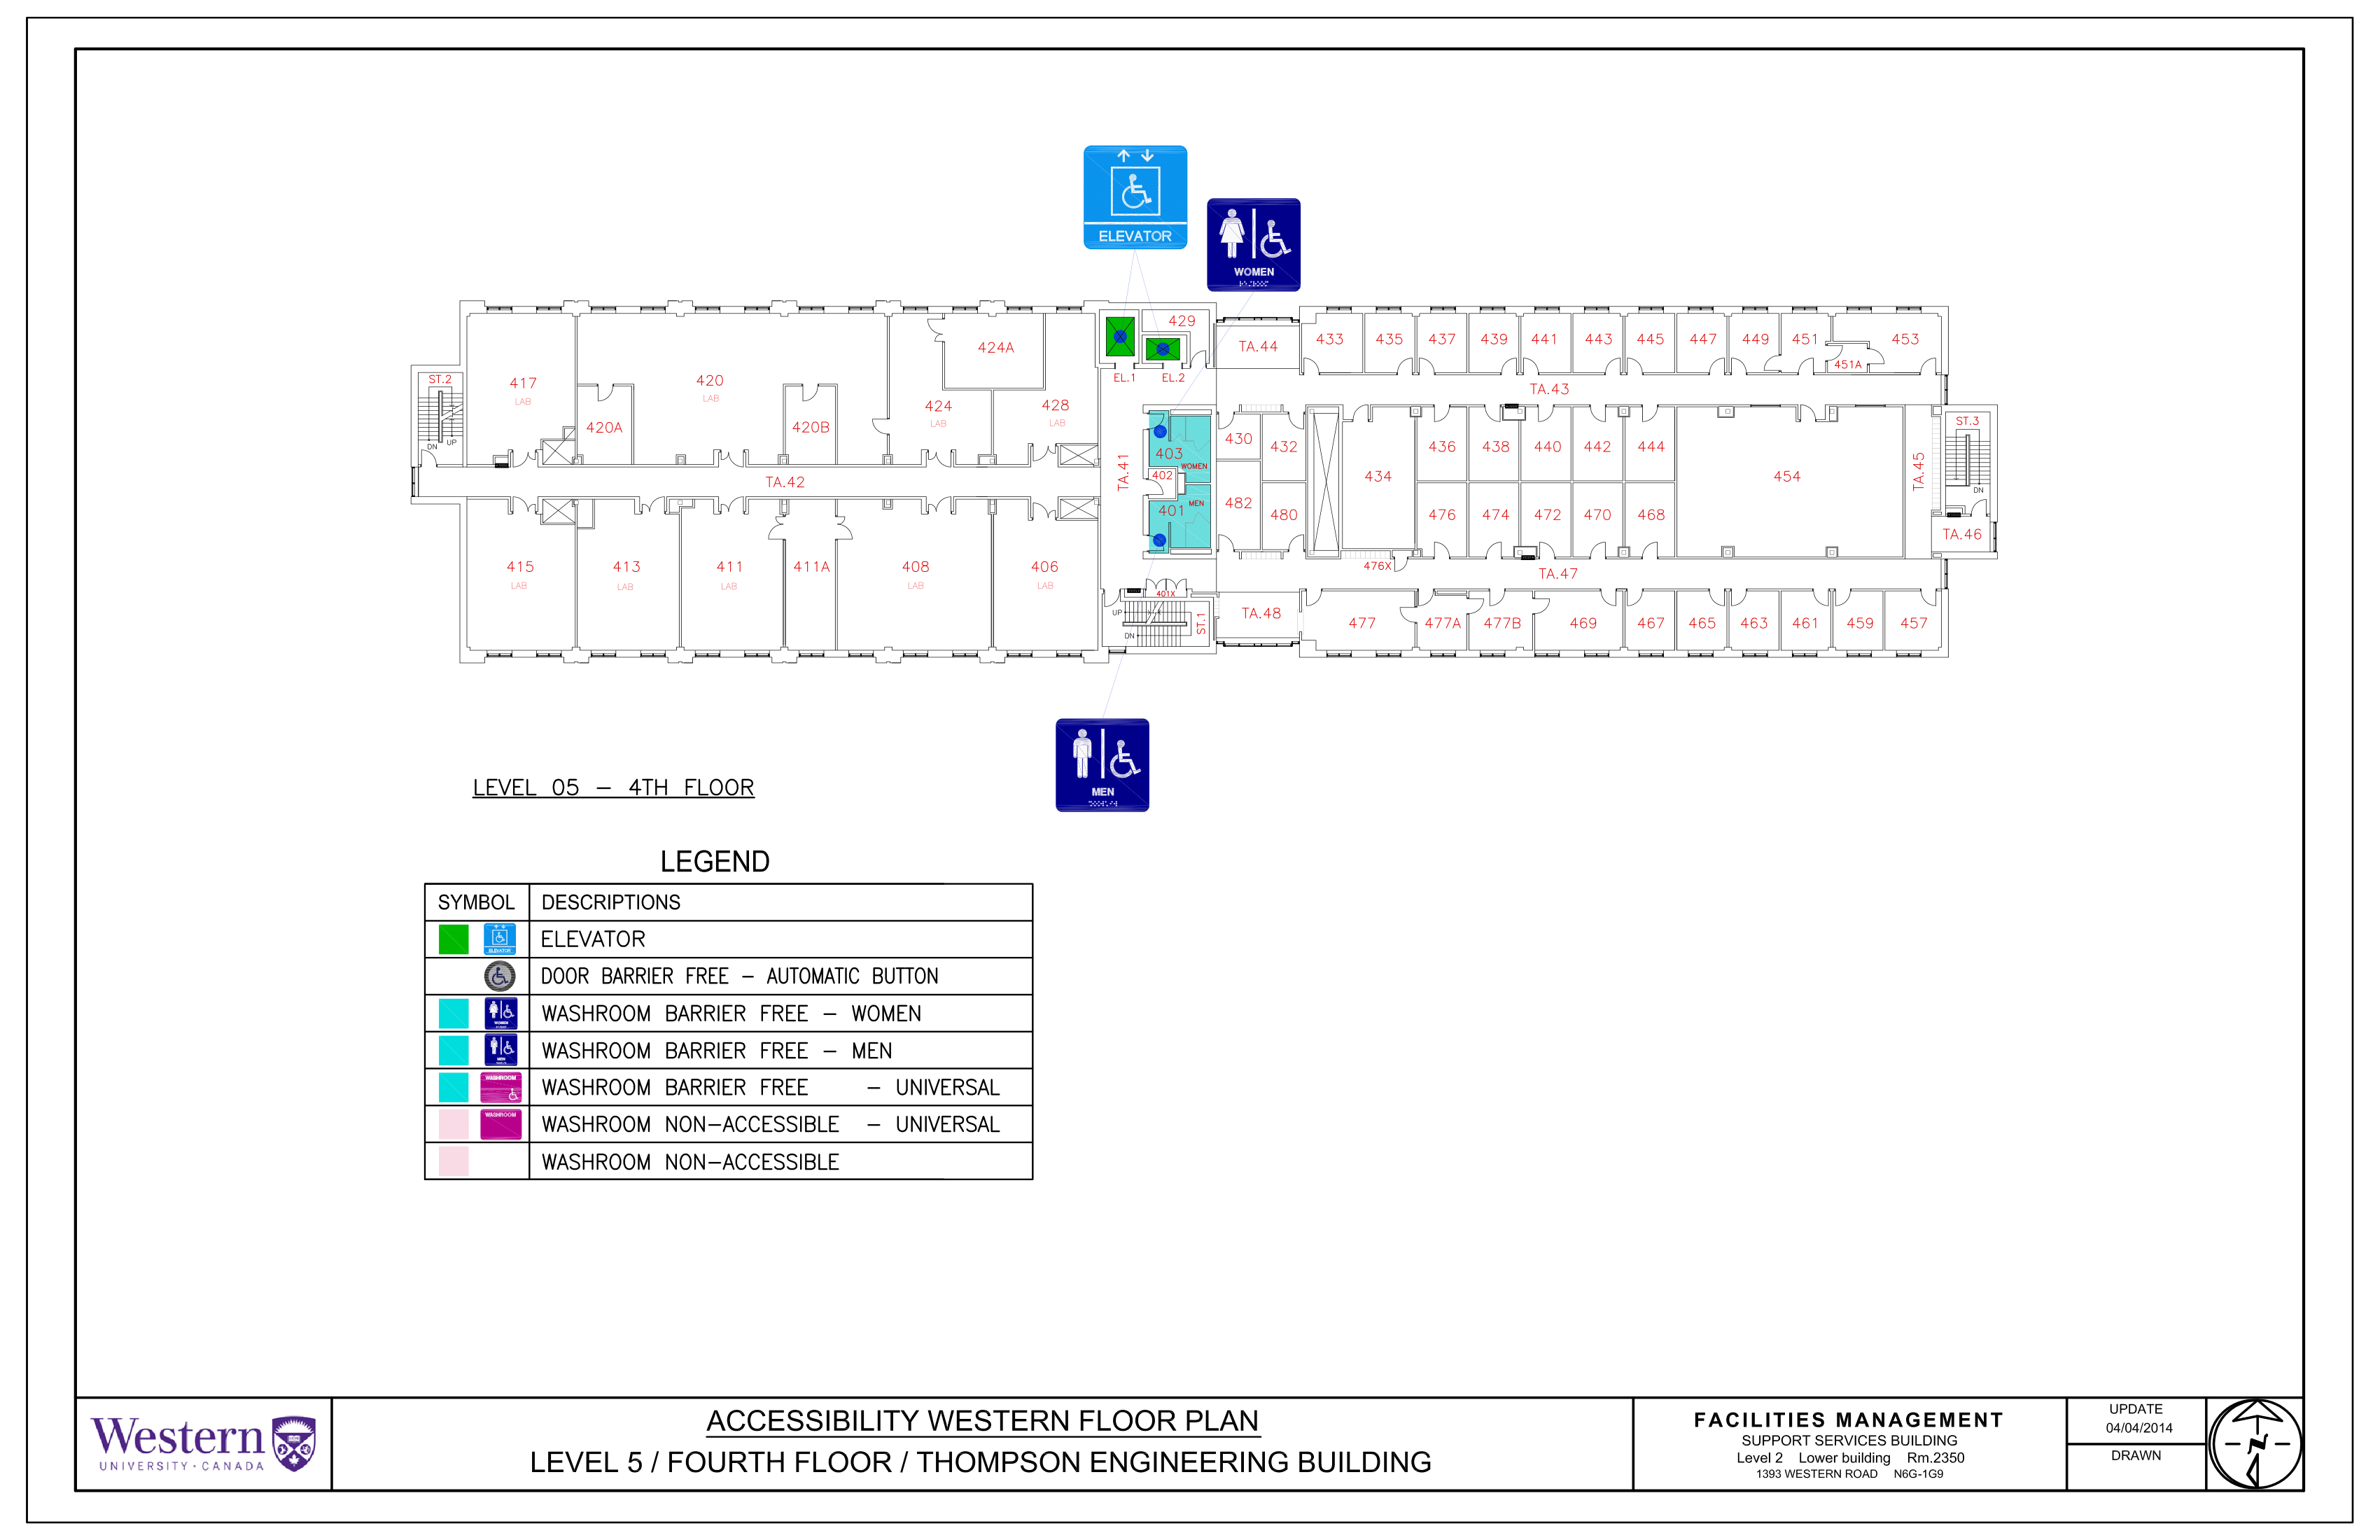 ELEVATOR
WOMEN
429
TA.44
433 435 437 439 441 443 445 447 449 451 453
451A
424A
EL.1 EL.2
ST.2
417
LAB
420
LAB
TA.43
424
LAB
428
LAB
420A
420B
UP
DN
430
432
436 438 440 442 444
ST.3
403
WOMEN
402
TA.41
TA.42
434
454
TA.45
DN
MEN
401
482
480
476 474 472 470 468
TA.46
415
LAB
413
LAB
411
LAB
411A
408
LAB
406
LAB
476X
TA.47
401X
UP
DN
ST.1
TA.48
477 477A 477B 469 467 465 463 461 459 457
MEN
LEVEL 05 – 4TH FLOOR
LEGEND
SYMBOL DESCRIPTIONS
ELEVATOR ELEVATOR
DOOR BARRIER FREE – AUTOMATIC BUTTON
WOMEN WASHROOM BARRIER FREE – WOMEN
MEN WASHROOM BARRIER FREE – MEN
WASHROOM WASHROOM BARRIER FREE – UNIVERSAL
WASHROOM WASHROOM NON–ACCESSIBLE – UNIVERSAL
WASHROOM NON–ACCESSIBLE
Western
UNIVERSITY · CANADA
ACCESSIBILITY WESTERN FLOOR PLAN
LEVEL 5 / FOURTH FLOOR / THOMPSON ENGINEERING BUILDING
FACILITIES MANAGEMENT
SUPPORT SERVICES BUILDING
Level 2 Lower building Rm.2350
1393 WESTERN ROAD N6G-1G9
UPDATE
04/04/2014
DRAWN
N